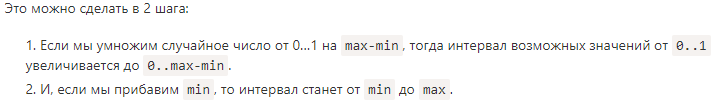 Это можно сделать в 2 шага:
1. Если мы умножим случайное число от 0…1 на max-min, тогда интервал возможных значений от 0..1
увеличивается до 0..max-min.
2. И, если мы прибавим min, то интервал станет от min до max.